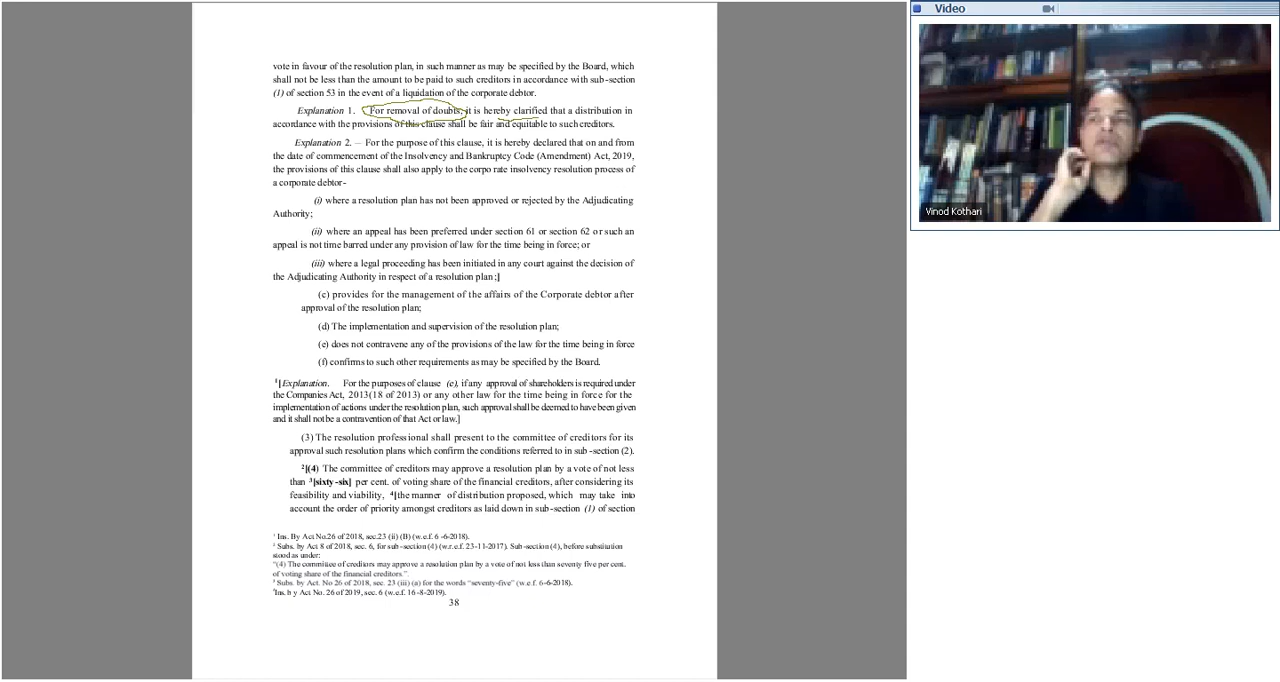 vote in favour of the resolution plan, in such manner as may be specified by the Board, which
shall not be less than the amount to be paid to such creditors in accordance with sub-section
(1) of section 53 in the event of a liquidation of the corporate debtor.
Explanation 1. For removal of doubts, it is hereby clarified that a distribution in
accordance with the provisions of this clause shall be fair and equitable to such creditors.
Explanation 2. — For the purpose of this clause, it is hereby declared that on and from
the date of commencement of the Insolvency and Bankruptcy Code (Amendment) Act, 2019,
the provisions of this clause shall also apply to the corpo rate insolvency resolution process of
a corporate debtor-
(i) where a resolution plan has not been approved or rejected by the Adjudicating
Authority;
(ii) where an appeal has been preferred under section 61 or section 62 or such an
appeal is not time barred under any provision of law for the time being in force; or
(iii) where a legal proceeding has been initiated in any court against the decision of
the Adjudicating Authority in respect of a resolution plan;]
(c) provides for the management of the affairs of the Corporate debtor after
approval of the resolution plan;
(d) The implementation and supervision of the resolution plan;
(e) does not contravene any of the provisions of the law for the time being in force
(f) confirms to such other requirements as may be specified by the Board.
1[Explanation. For the purposes of clause (e), if any approval of shareholders is required under
the Companies Act, 2013(18 of 2013) or any other law for the time being in force for the
implementation of actions under the resolution plan, such approval shall be deemed to have been given
and it shall not be a contravention of that Act or law.]
(3) The resolution professional shall present to the committee of creditors for its
approval such resolution plans which confirm the conditions referred to in sub-section (2).
2[(4) The committee of creditors may approve a resolution plan by a vote of not less
than 3[sixty-six] per cent. of voting share of the financial creditors, after considering its
feasibility and viability, 4[the manner of distribution proposed, which may take into
account the order of priority amongst creditors as laid down in sub-section (1) of section
1 Ins. By Act No.26 of 2018, sec.23 (ii) (B) (w.e.f. 6-6-2018).
2 Subs. by Act 8 of 2018, sec. 6, for sub-section (4) (w.r.e.f. 23-11-2017). Sub-section (4), before substitution
stood as under:
"(4) The committee of creditors may approve a resolution plan by a vote of not less than seventy five per cent.
of voting share of the financial creditors.".
3 Subs. by Act. No 26 of 2018, sec. 23 (iii) (a) for the words "seventy-five" (w.e.f. 6-6-2018).
4Ins. b y Act No. 26 of 2019, sec. 6 (w.e.f. 16-8-2019).
38
Video
Vinod Kothari